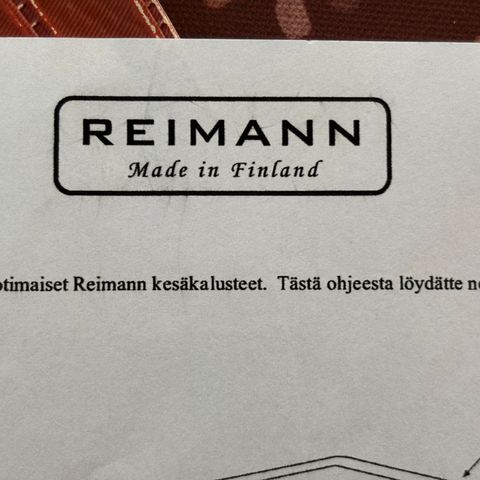 REIMANN
Made in Finland
otimaiset Reimann kesäkalusteet. Tästä ohjeesta löydätte